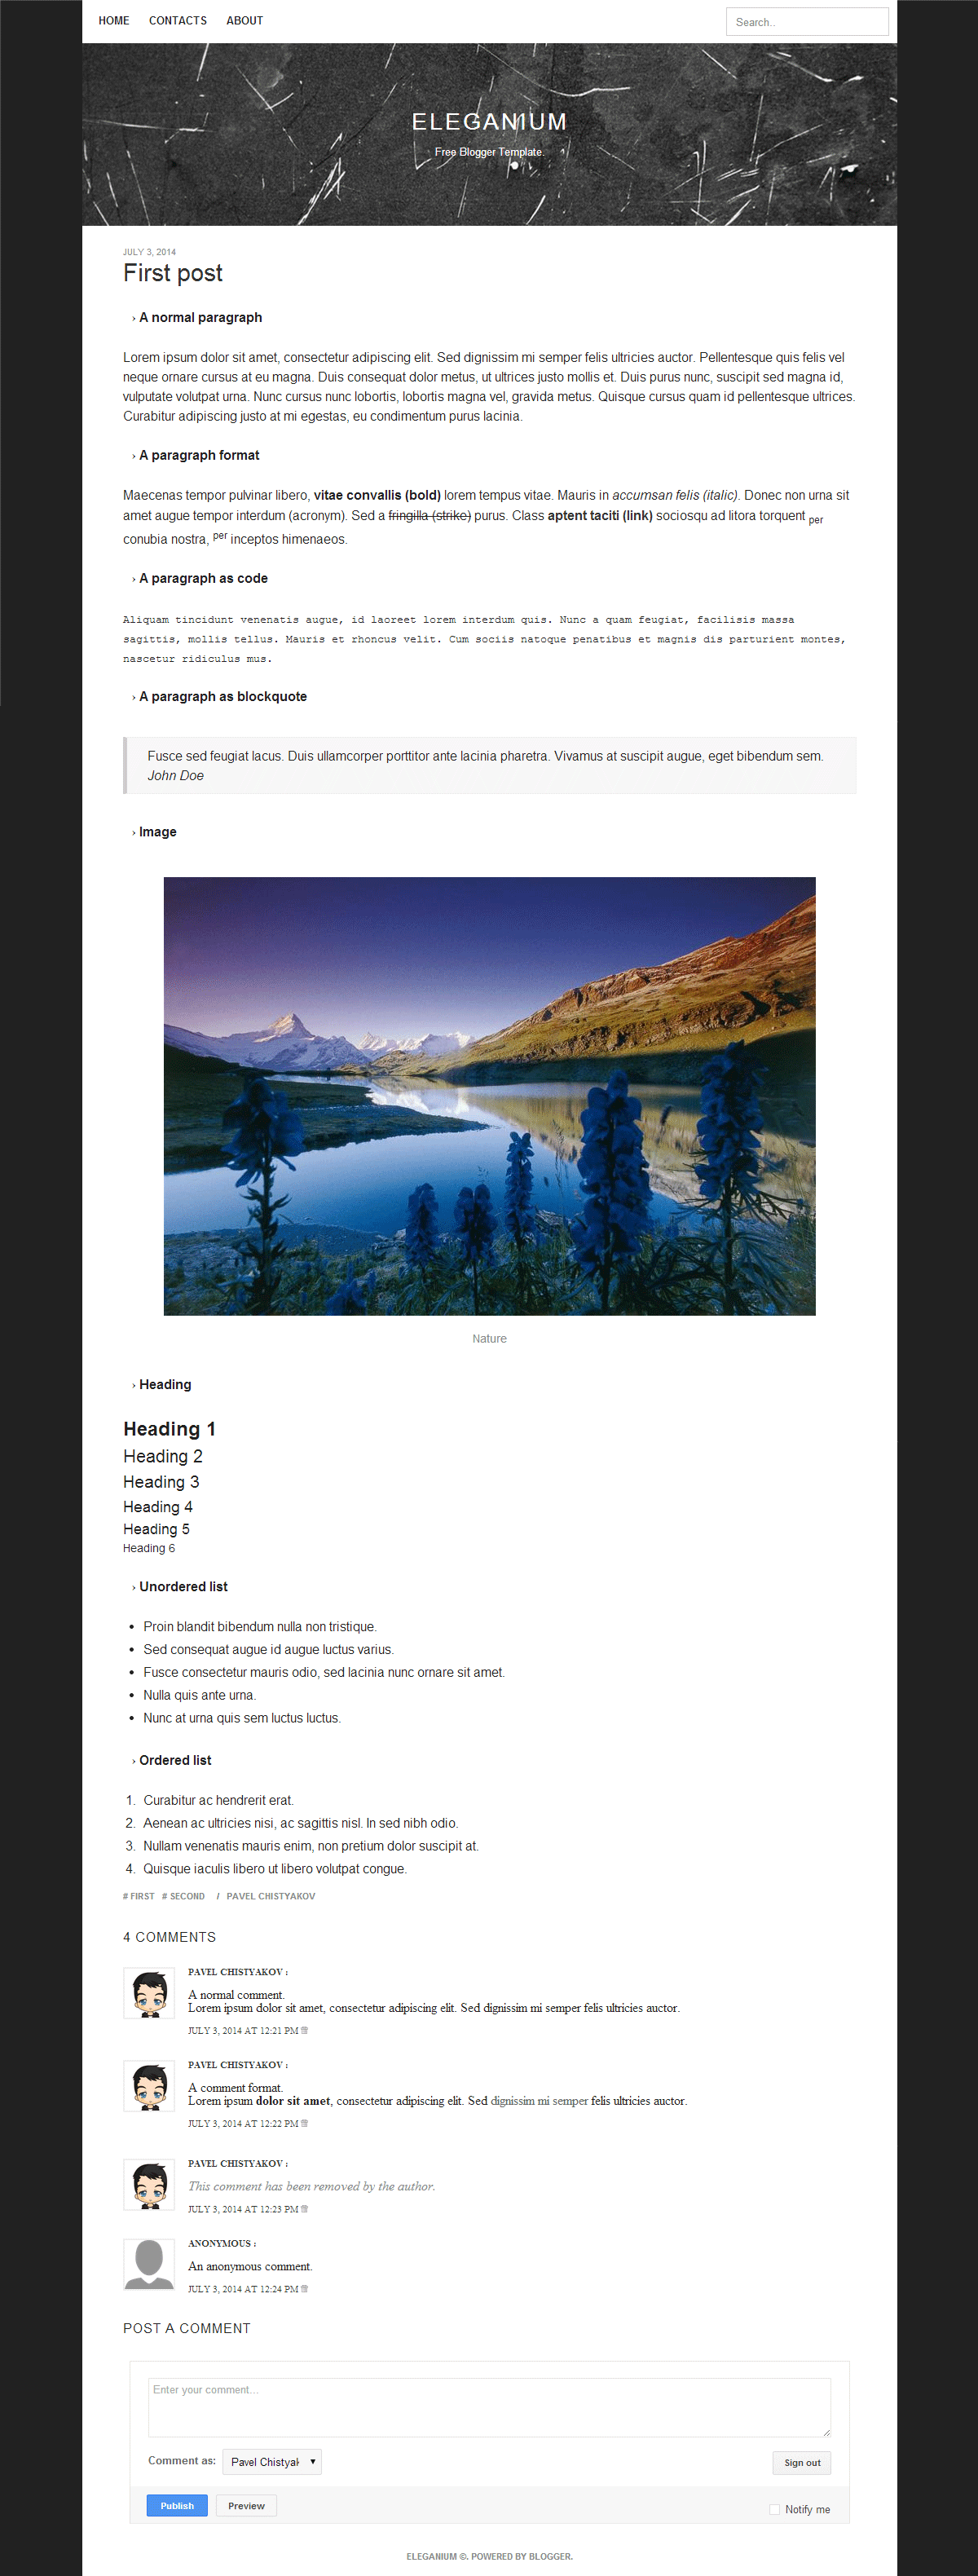 HOME CONTACTS ABOUT Search..
ELEGANIUM
Free Blogger Template.
JULY 3, 2014
First post
› A normal paragraph
Lorem ipsum dolor sit amet, consectetur adipiscing elit. Sed dignissim mi semper felis ultricies auctor. Pellentesque quis felis vel
neque ornare cursus at eu magna. Duis consequat dolor metus, ut ultrices justo mollis et. Duis purus nunc, suscipit sed magna id,
vulputate volutpat urna. Nunc cursus nunc lobortis, lobortis magna vel, gravida metus. Quisque cursus quam id pellentesque ultrices.
Curabitur adipiscing justo at mi egestas, eu condimentum purus lacinia.
› A paragraph format
Maecenas tempor pulvinar libero, vitae convallis (bold) lorem tempus vitae. Mauris in accumsan felis (italic). Donec non urna sit
amet augue tempor interdum (acronym). Sed a fringilla (strike) purus. Class aptent taciti (link) sociosqu ad litora torquent per
conubia nostra, per inceptos himenaeos.
› A paragraph as code
Aliquam tincidunt venenatis augue, id laoreet lorem interdum quis. Nunc a quam feugiat, facilisis massa
sagittis, mollis tellus. Mauris et rhoncus velit. Cum sociis natoque penatibus et magnis dis parturient montes,
nascetur ridiculus mus.
› A paragraph as blockquote
Fusce sed feugiat lacus. Duis ullamcorper porttitor ante lacinia pharetra. Vivamus at suscipit augue, eget bibendum sem.
John Doe
› Image
Nature
› Heading
Heading 1
Heading 2
Heading 3
Heading 4
Heading 5
Heading 6
› Unordered list
• Proin blandit bibendum nulla non tristique.
• Sed consequat augue id augue luctus varius.
• Fusce consectetur mauris odio, sed lacinia nunc ornare sit amet.
• Nulla quis ante urna.
• Nunc at urna quis sem luctus luctus.
› Ordered list
1. Curabitur ac hendrerit erat.
2. Aenean ac ultricies nisi, ac sagittis nisl. In sed nibh odio.
3. Nullam venenatis mauris enim, non pretium dolor suscipit at.
4. Quisque iaculis libero ut libero volutpat congue.
# FIRST # SECOND / PAVEL CHISTYAKOV
4 COMMENTS
PAVEL CHISTYAKOV :
A normal comment.
Lorem ipsum dolor sit amet, consectetur adipiscing elit. Sed dignissim mi semper felis ultricies auctor.
JULY 3, 2014 AT 12:21 PM
PAVEL CHISTYAKOV :
A comment format.
Lorem ipsum dolor sit amet, consectetur adipiscing elit. Sed dignissim mi semper felis ultricies auctor.
JULY 3, 2014 AT 12:22 PM
PAVEL CHISTYAKOV :
This comment has been removed by the author.
JULY 3, 2014 AT 12:23 PM
ANONYMOUS :
An anonymous comment.
JULY 3, 2014 AT 12:24 PM
POST A COMMENT
Enter your comment...
Comment as: Pavel Chistyak Sign out
Publish Preview Notify me
ELEGANIUM ©. POWERED BY BLOGGER.